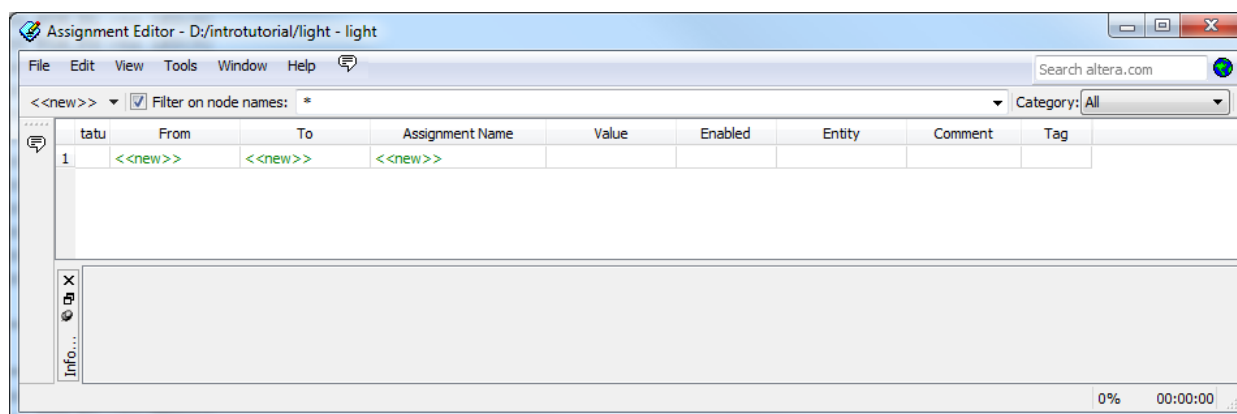 Assignment Editor - D:/introtutorial/light - light
File Edit View Tools Window Help
Search altera.com
<<new>> Filter on node names: * Category: All
tatu From To Assignment Name Value Enabled Entity Comment Tag
1 <<new>> <<new>> <<new>>
Info...
0% 00:00:00